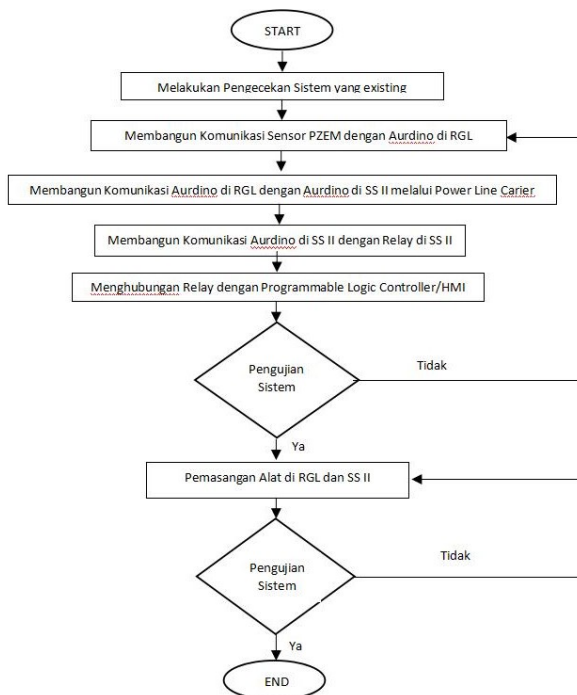 START
Melakukan Pengecekan Sistem yang existing
Membangun Komunikasi Sensor PZEM dengan Aurdino di RGL
Membangun Komunikasi Aurdino di RGL dengan Aurdino di SS II melalui Power Line Carier
Membangun Komunikasi Aurdino di SS II dengan Relay di SS II
Menghubungan Relay dengan Programmable Logic Controller/HMI
Pengujian
Sistem
Tidak
Ya
Pemasangan Alat di RGL dan SS II
Pengujian
Sistem
Tidak
Ya
END